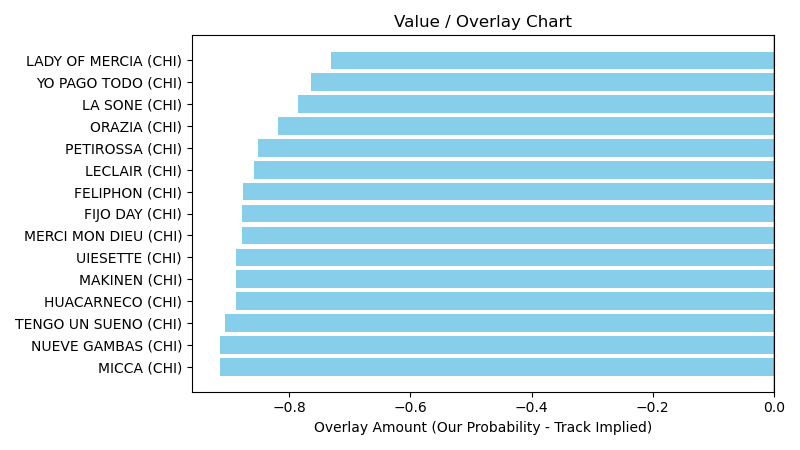 Value / Overlay Chart
LADY OF MERCIA (CHI)
YO PAGO TODO (CHI)
LA SONE (CHI)
ORAZIA (CHI)
PETIROSSA (CHI)
LECLAIR (CHI)
FELIPHON (CHI)
FIJO DAY (CHI)
MERCI MON DIEU (CHI)
UIESETTE (CHI)
MAKINEN (CHI)
HUACARNECO (CHI)
TENGO UN SUENO (CHI)
NUEVE GAMBAS (CHI)
MICCA (CHI)
−0.8 −0.6 −0.4 −0.2 0.0
Overlay Amount (Our Probability - Track Implied)